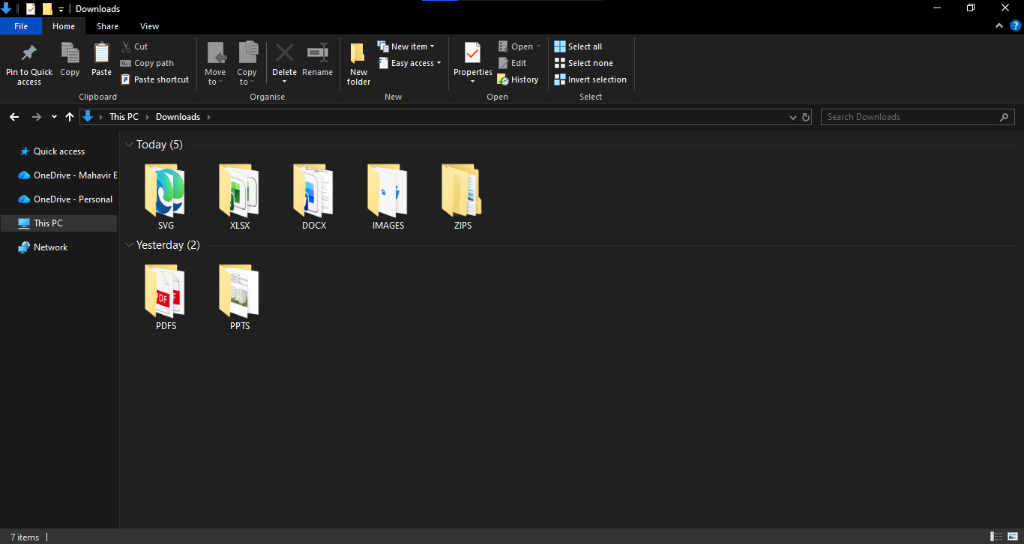 Downloads
File Home Share View
Pin to Quick access
Copy
Paste
Cut
Copy path
Paste shortcut
Clipboard
Move to
Copy to
Delete
Rename
Organise
New folder
New item
Easy access
New
Properties
Open
Edit
History
Open
Select all
Select none
Invert selection
Select
This PC > Downloads >
Search Downloads
Quick access
OneDrive - Mahavir E
OneDrive - Personal
This PC
Network
Today (5)
SVG XLSX DOCX IMAGES ZIPS
Yesterday (2)
PDFS PPTS
7 items